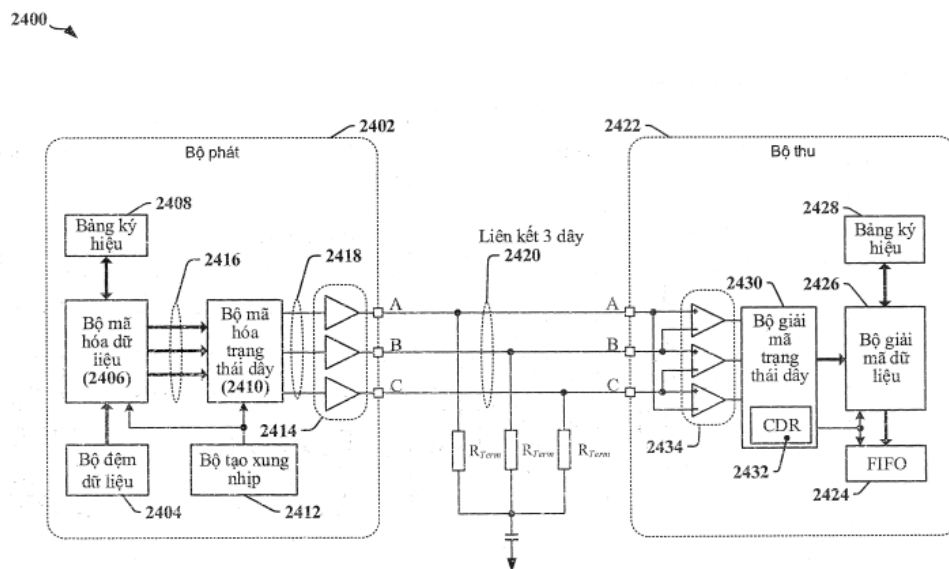 2400
2402
2422
Bộ phát
Bộ thu
2408
Bảng ký
hiệu
2416
2418
Liên kết 3 dây
2420
2428
Bảng ký
hiệu
2430
2426
A
A
B
B
C
C
Bộ mã
hóa dữ
liệu
(2406)
Bộ mã
hóa
trạng
thái dây
(2410)
Bộ giải
mã
trạng
thái dây
Bộ giải
mã dữ
liệu
2414
2434
CDR
2432
Bộ đệm
dữ liệu
2404
Bộ tạo xung
nhịp
2412
RTerm
RTerm
RTerm
FIFO
2424